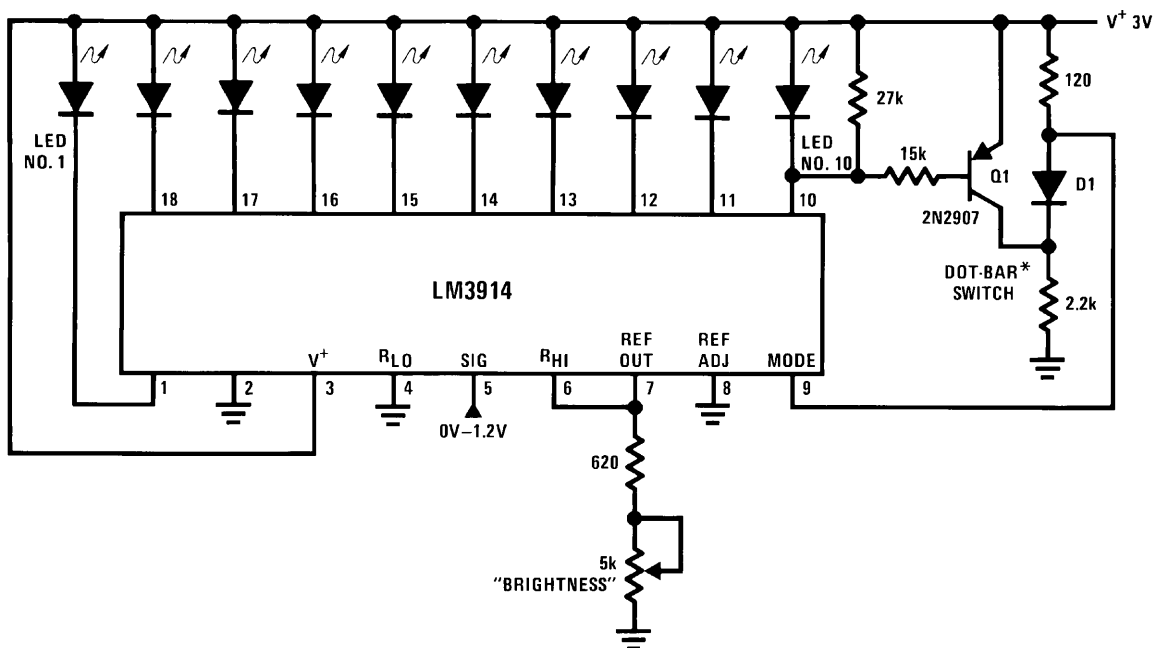 V+ 3V
120
27k
LED
NO. 1
LED
NO. 10
15k
Q1
D1
2N2907
18
17
16
15
14
13
12
11
10
DOT-BAR*
SWITCH
2.2k
LM3914
V+
RLO
SIG
RHI
REF
OUT
REF
ADJ
MODE
1
2
3
4
5
6
7
8
9
0V–1.2V
620
5k
"BRIGHTNESS"